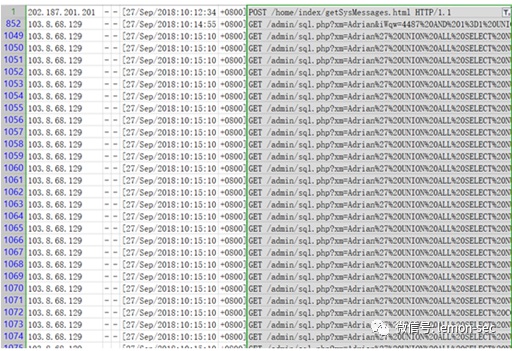 1 202.187.201.201 - - [27/Sep/2018:10:12:34 +0800] POST /home/index/getSysMessages.html HTTP/1.1
852 103.8.68.129 - - [27/Sep/2018:10:14:55 +0800] GET /admin/sql.php?xm=Adrian&iWqw=4487%20AND%201%3D1%20UNI
1049 103.8.68.129 - - [27/Sep/2018:10:15:10 +0800] GET /admin/sql.php?xm=Adrian%27%20UNION%20ALL%20SELECT%20N
1050 103.8.68.129 - - [27/Sep/2018:10:15:10 +0800] GET /admin/sql.php?xm=Adrian%27%20UNION%20ALL%20SELECT%20N
1051 103.8.68.129 - - [27/Sep/2018:10:15:10 +0800] GET /admin/sql.php?xm=Adrian%27%20UNION%20ALL%20SELECT%20N
1052 103.8.68.129 - - [27/Sep/2018:10:15:10 +0800] GET /admin/sql.php?xm=Adrian%27%20UNION%20ALL%20SELECT%20N
1053 103.8.68.129 - - [27/Sep/2018:10:15:10 +0800] GET /admin/sql.php?xm=Adrian%27%20UNION%20ALL%20SELECT%20N
1054 103.8.68.129 - - [27/Sep/2018:10:15:10 +0800] GET /admin/sql.php?xm=Adrian%27%20UNION%20ALL%20SELECT%20N
1055 103.8.68.129 - - [27/Sep/2018:10:15:10 +0800] GET /admin/sql.php?xm=Adrian%27%20UNION%20ALL%20SELECT%20N
1056 103.8.68.129 - - [27/Sep/2018:10:15:10 +0800] GET /admin/sql.php?xm=Adrian%27%20UNION%20ALL%20SELECT%20N
1057 103.8.68.129 - - [27/Sep/2018:10:15:10 +0800] GET /admin/sql.php?xm=Adrian%27%20UNION%20ALL%20SELECT%20N
1058 103.8.68.129 - - [27/Sep/2018:10:15:10 +0800] GET /admin/sql.php?xm=Adrian%27%20UNION%20ALL%20SELECT%20N
1059 103.8.68.129 - - [27/Sep/2018:10:15:10 +0800] GET /admin/sql.php?xm=Adrian%27%20UNION%20ALL%20SELECT%20N
1060 103.8.68.129 - - [27/Sep/2018:10:15:10 +0800] GET /admin/sql.php?xm=Adrian%27%20UNION%20ALL%20SELECT%20N
1061 103.8.68.129 - - [27/Sep/2018:10:15:10 +0800] GET /admin/sql.php?xm=Adrian%27%20UNION%20ALL%20SELECT%20N
1062 103.8.68.129 - - [27/Sep/2018:10:15:10 +0800] GET /admin/sql.php?xm=Adrian%27%20UNION%20ALL%20SELECT%20N
1063 103.8.68.129 - - [27/Sep/2018:10:15:10 +0800] GET /admin/sql.php?xm=Adrian%27%20UNION%20ALL%20SELECT%20N
1064 103.8.68.129 - - [27/Sep/2018:10:15:10 +0800] GET /admin/sql.php?xm=Adrian%27%20UNION%20ALL%20SELECT%20N
1065 103.8.68.129 - - [27/Sep/2018:10:15:10 +0800] GET /admin/sql.php?xm=Adrian%27%20UNION%20ALL%20SELECT%20N
1066 103.8.68.129 - - [27/Sep/2018:10:15:10 +0800] GET /admin/sql.php?xm=Adrian%27%20UNION%20ALL%20SELECT%20N
1067 103.8.68.129 - - [27/Sep/2018:10:15:10 +0800] GET /admin/sql.php?xm=Adrian%27%20UNION%20ALL%20SELECT%20N
1068 103.8.68.129 - - [27/Sep/2018:10:15:10 +0800] GET /admin/sql.php?xm=Adrian%27%20UNION%20ALL%20SELECT%20N
1069 103.8.68.129 - - [27/Sep/2018:10:15:10 +0800] GET /admin/sql.php?xm=Adrian%27%20UNION%20ALL%20SELECT%20N
1070 103.8.68.129 - - [27/Sep/2018:10:15:10 +0800] GET /admin/sql.php?xm=Adrian%27%20UNION%20ALL%20SELECT%20N
1071 103.8.68.129 - - [27/Sep/2018:10:15:10 +0800] GET /admin/sql.php?xm=Adrian%27%20UNION%20ALL%20SELECT%20N
1072 103.8.68.129 - - [27/Sep/2018:10:15:10 +0800] GET /admin/sql.php?xm=Adrian%27%20UNION%20ALL%20SELECT%20N
1073 103.8.68.129 - - [27/Sep/2018:10:15:10 +0800] GET /admin/sql.php?xm=Adrian%27
1074 103.8.68.129 - - [27/Sep/2018:10:15:10 +0800] GET /admin/sql.php?xm=Adrian%27
微信号: lemon-sec